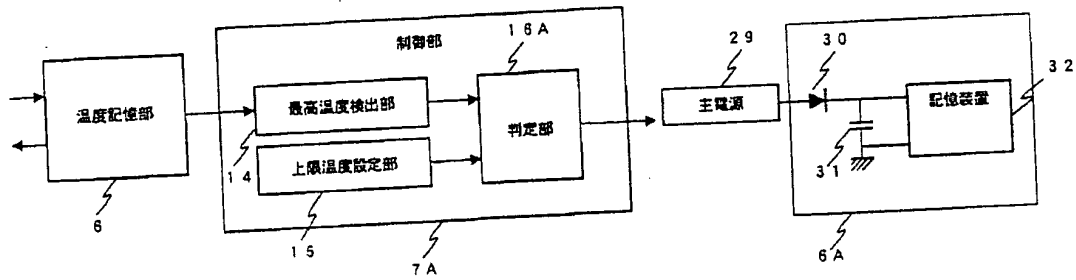 制御部
16A
29
30
32
温度記憶部
最高温度検出部
判定部
主電源
記憶装置
14
上限温度設定部
31
6
15
7A
6A